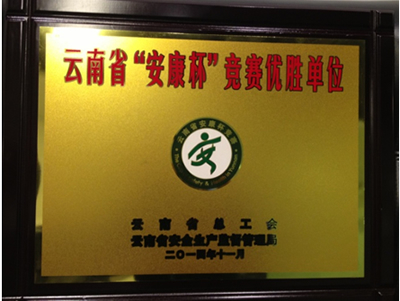 云南省“安康杯”竞赛优胜单位
安
云南省总工会
云南省安全生产监督管理局
二〇一四年十一月